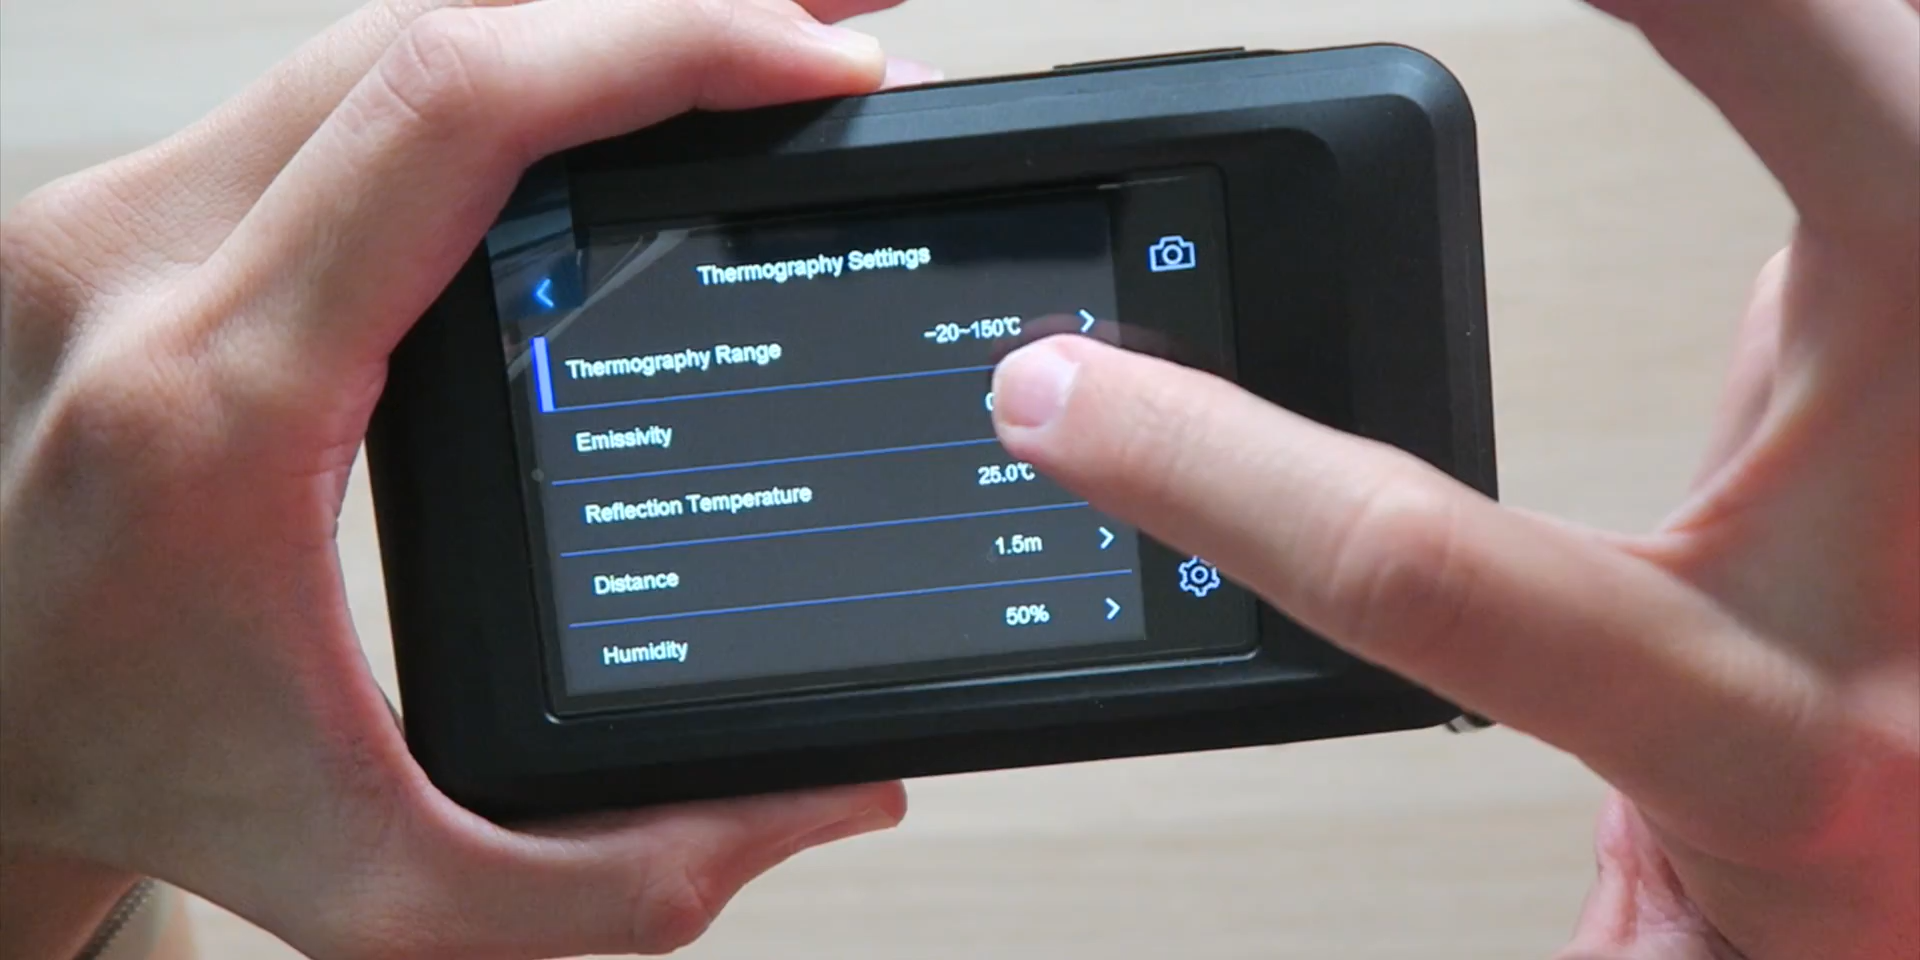 Thermography Settings
Thermography Range -20~150℃
Emissivity
Reflection Temperature 25.0℃
Distance 1.5m
Humidity 50%